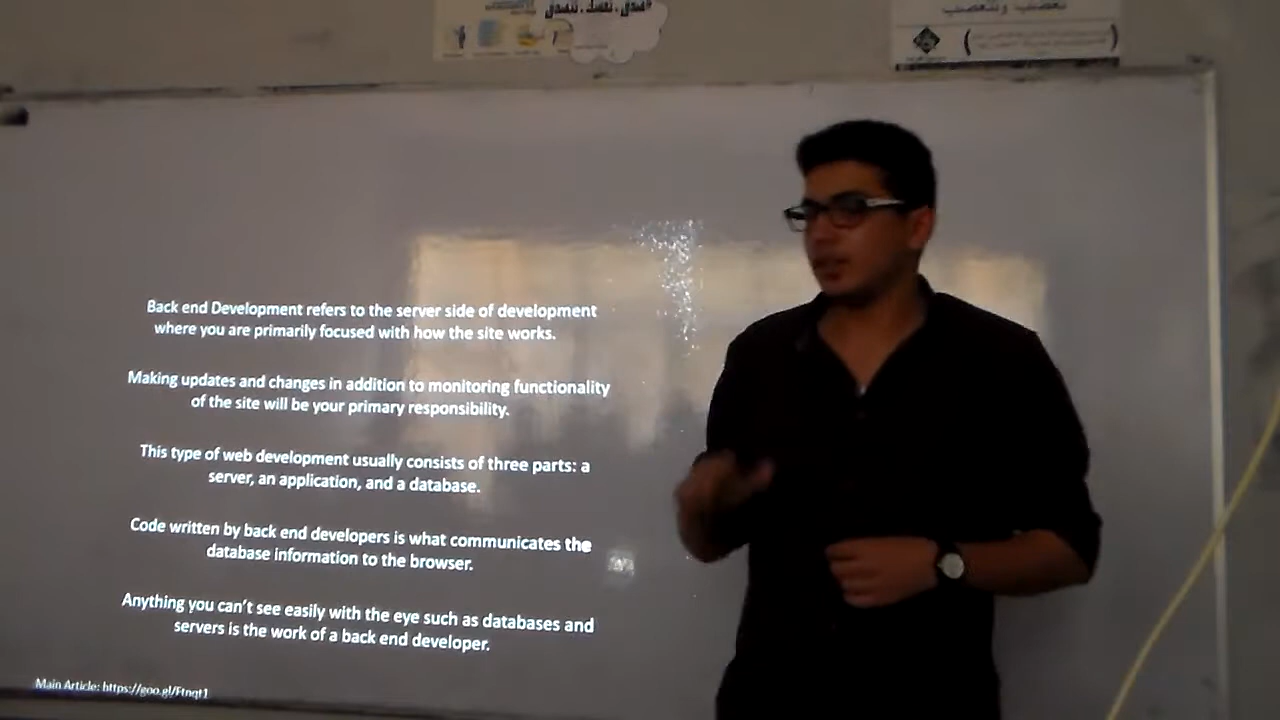 تعصب وتتعصب
Back end Development refers to the server side of development
where you are primarily focused with how the site works.
Making updates and changes in addition to monitoring functionality
of the site will be your primary responsibility.
This type of web development usually consists of three parts: a
server, an application, and a database.
Code written by back end developers is what communicates the
database information to the browser.
Anything you can't see easily with the eye such as databases and
servers is the work of a back end developer.
Main Article: https://goo.gl/Ftnqt1